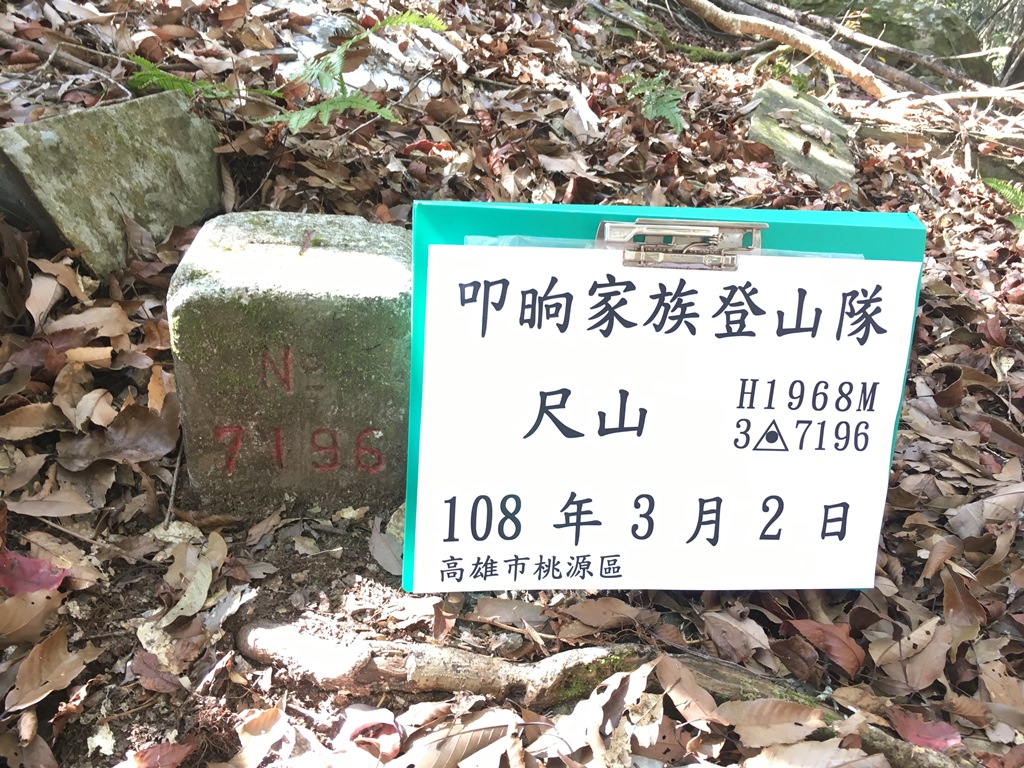 No
7196
叩晌家族登山隊
尺山
H1968M
3△7196
108 年 3 月 2 日
高雄市桃源區